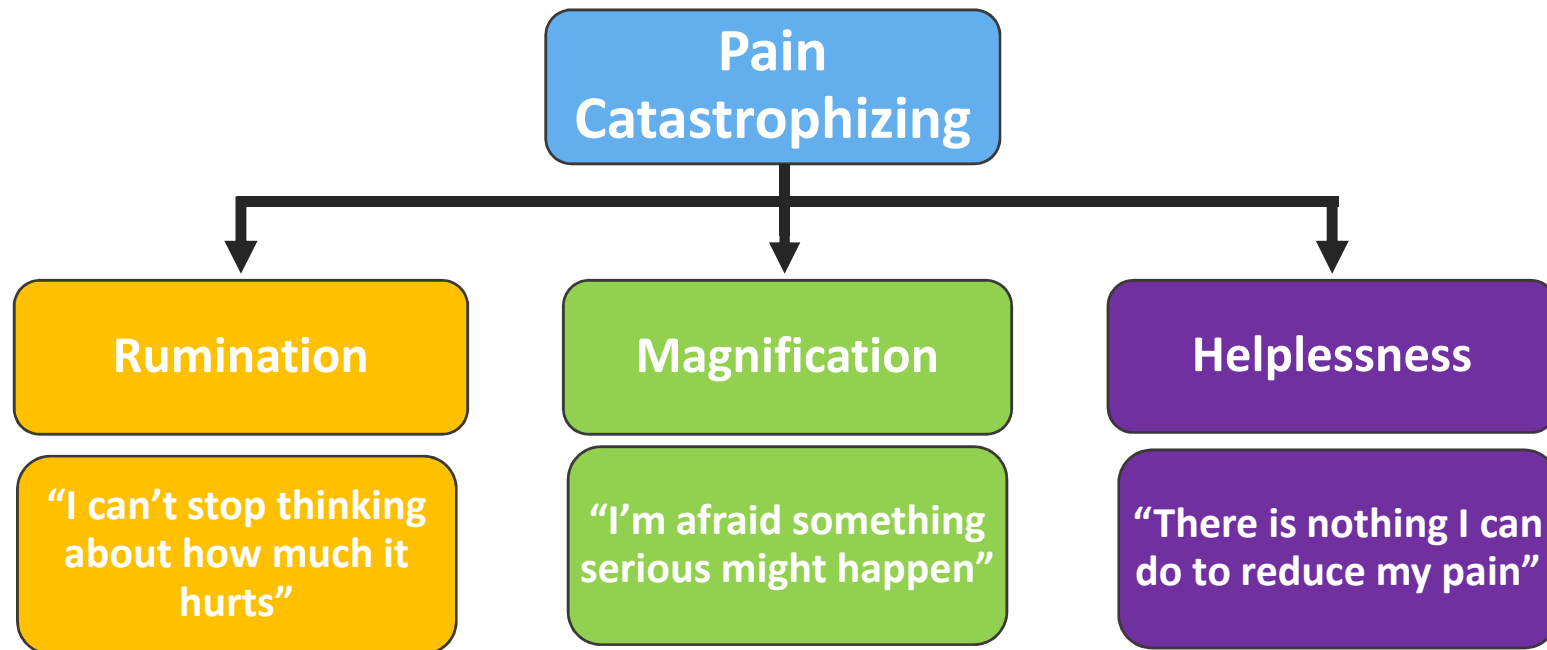 Pain
Catastrophizing
Rumination
Magnification
Helplessness
“I can’t stop thinking
about how much it
hurts”
“I’m afraid something
serious might happen”
“There is nothing I can
do to reduce my pain”